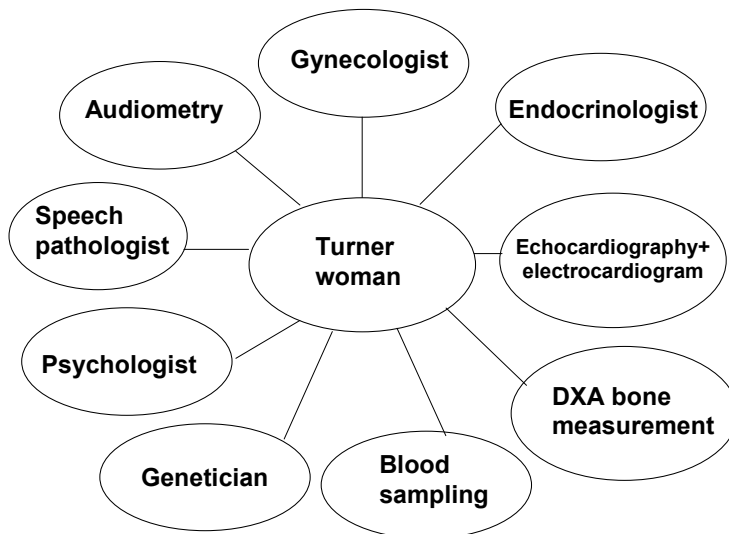 Gynecologist
Audiometry
Endocrinologist
Speech
pathologist
Turner
woman
Echocardiography+
electrocardiogram
Psychologist
DXA bone
measurement
Genetician
Blood
sampling